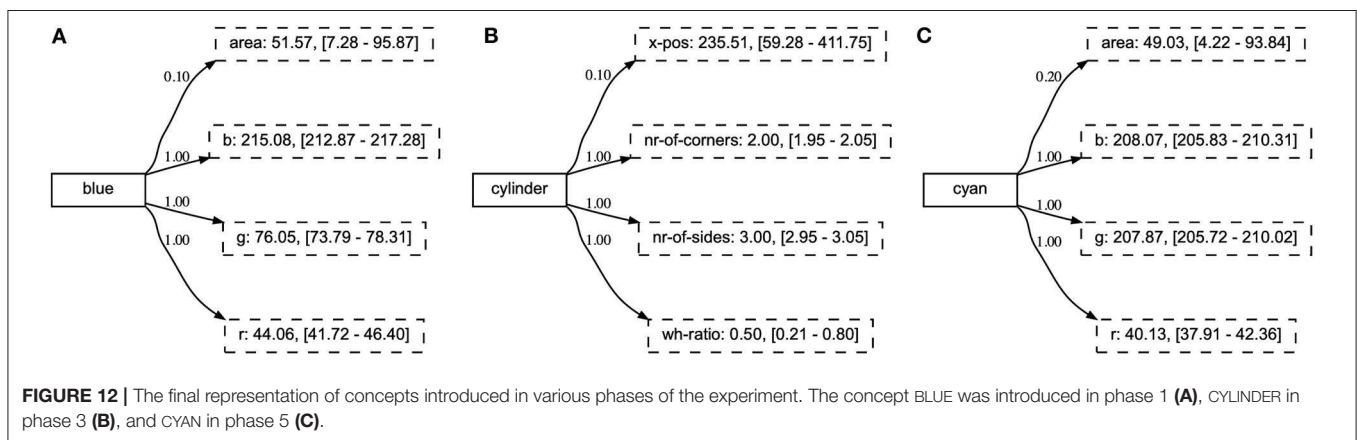 A
area: 51.57, [7.28 - 95.87]
0.10
b: 215.08, [212.87 - 217.28]
1.00
blue
1.00
g: 76.05, [73.79 - 78.31]
1.00
r: 44.06, [41.72 - 46.40]
B
x-pos: 235.51, [59.28 - 411.75]
0.10
nr-of-corners: 2.00, [1.95 - 2.05]
1.00
cylinder
1.00
nr-of-sides: 3.00, [2.95 - 3.05]
1.00
wh-ratio: 0.50, [0.21 - 0.80]
C
area: 49.03, [4.22 - 93.84]
0.20
b: 208.07, [205.83 - 210.31]
1.00
cyan
1.00
g: 207.87, [205.72 - 210.02]
1.00
r: 40.13, [37.91 - 42.36]
FIGURE 12 | The final representation of concepts introduced in various phases of the experiment. The concept BLUE was introduced in phase 1 (A), CYLINDER in
phase 3 (B), and CYAN in phase 5 (C).